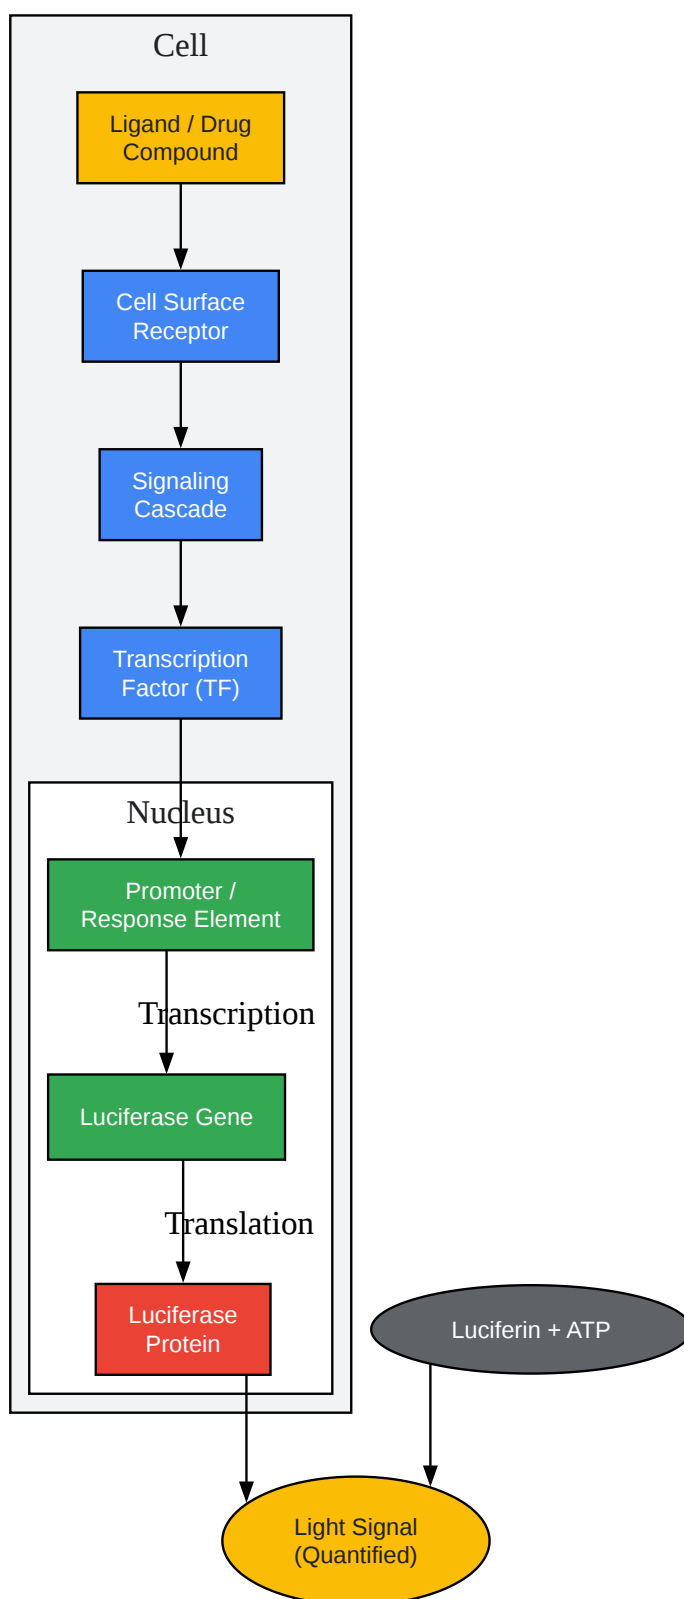 Cell
Ligand / Drug
Compound
Cell Surface
Receptor
Signaling
Cascade
Transcription
Factor (TF)
Nucleus
Promoter /
Response Element
Transcription
Luciferase Gene
Translation
Luciferase
Protein
Luciferin + ATP
Light Signal
(Quantified)